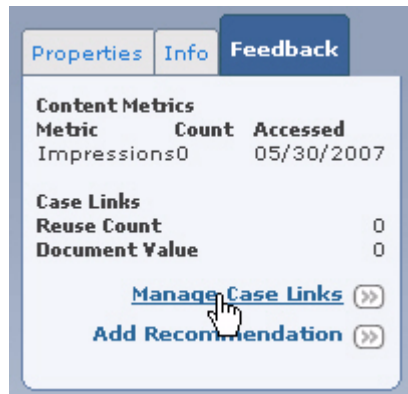 Properties Info Feedback
Content Metrics
Metric Count Accessed
Impressions0 05/30/2007
Case Links
Reuse Count 0
Document Value 0
Manage Case Links
Add Recommendation